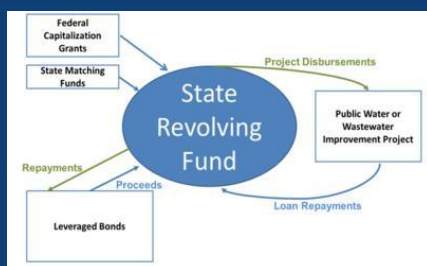 Federal
Capitalization
Grants
State Matching
Funds
State
Revolving
Fund
Project Disbursements
Public Water or
Wastewater
Improvement Project
Repayments
Proceeds
Loan Repayments
Leveraged Bonds